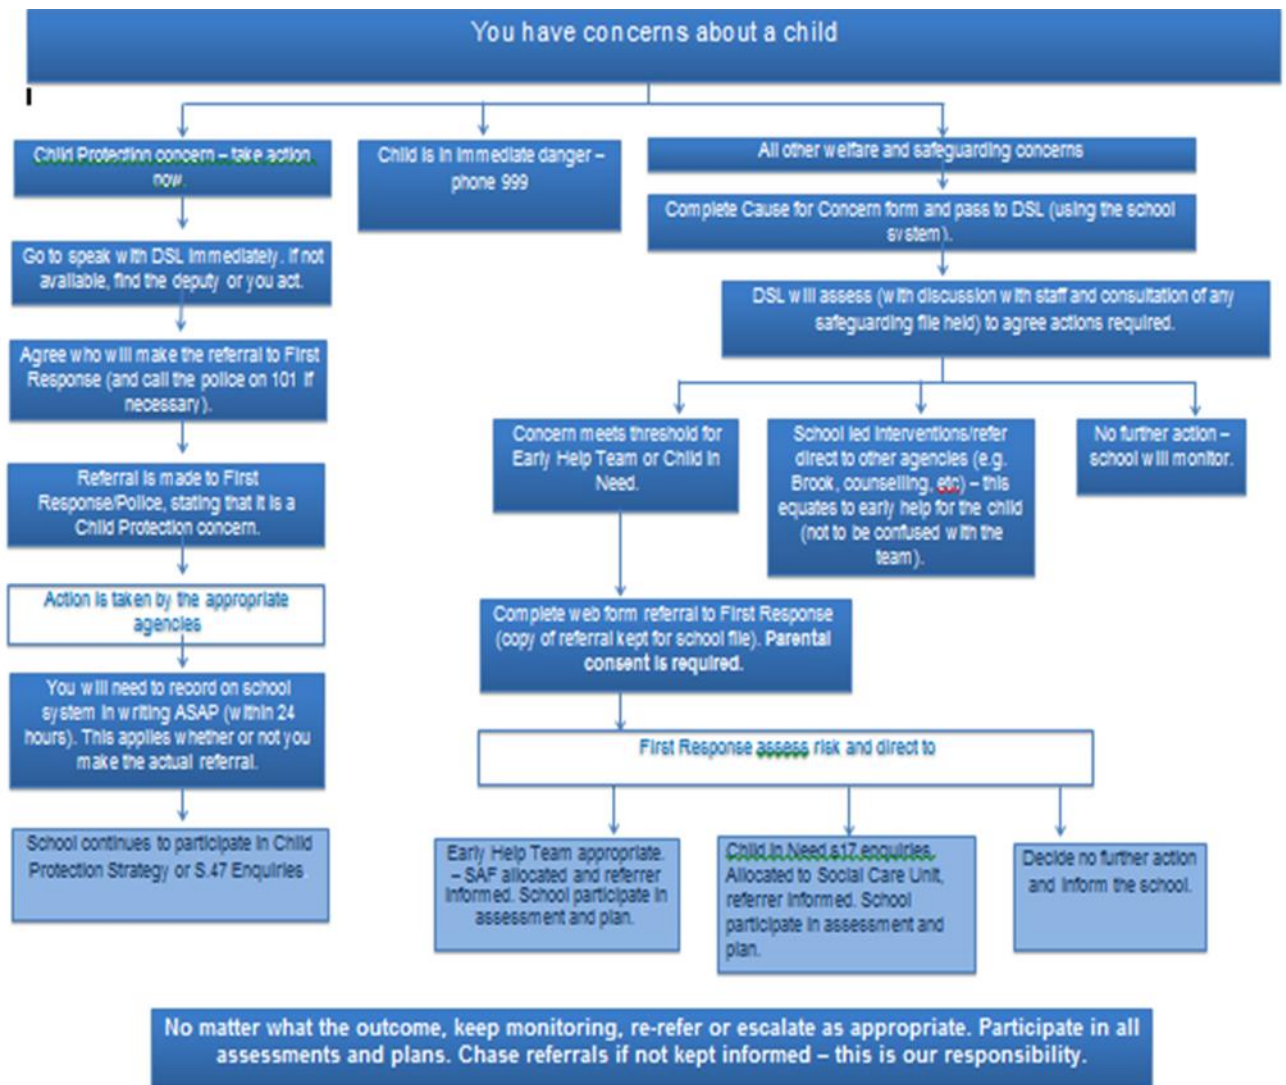 You have concerns about a child
Child Protection concern – take action
now.
Go to speak with DSL immediately. If not
available, find the deputy or you act.
Agree who will make the referral to First
Response (and call the police on 101 if
necessary).
Referral is made to First
Response/Police, stating that it is a
Child Protection concern.
Action is taken by the appropriate
agencies
You will need to record on school
system in writing ASAP (within 24
hours). This applies whether or not you
make the actual referral.
School continues to participate in Child
Protection Strategy or S.47 Enquiries
Child is in immediate danger –
phone 999
All other welfare and safeguarding concerns
Complete Cause for Concern form and pass to DSL (using the school
system).
DSL will assess (with discussion with staff and consultation of any
safeguarding file held) to agree actions required.
Concern meets threshold for
Early Help Team or Child in
Need.
School led interventions/refer
direct to other agencies (e.g.
Brook, counselling, etc) – this
equates to early help for the child
(not to be confused with the
team).
No further action –
school will monitor.
Complete web form referral to First Response
(copy of referral kept for school file). Parental
consent is required.
First Response assess risk and direct to
Early Help Team appropriate.
– SAF allocated and referrer
informed. School participate in
assessment and plan.
Child in Need s17 enquiries.
Allocated to Social Care Unit,
referrer informed. School
participate in assessment and
plan.
Decide no further action
and inform the school.
No matter what the outcome, keep monitoring, re-refer or escalate as appropriate. Participate in all
assessments and plans. Chase referrals if not kept informed – this is our responsibility.